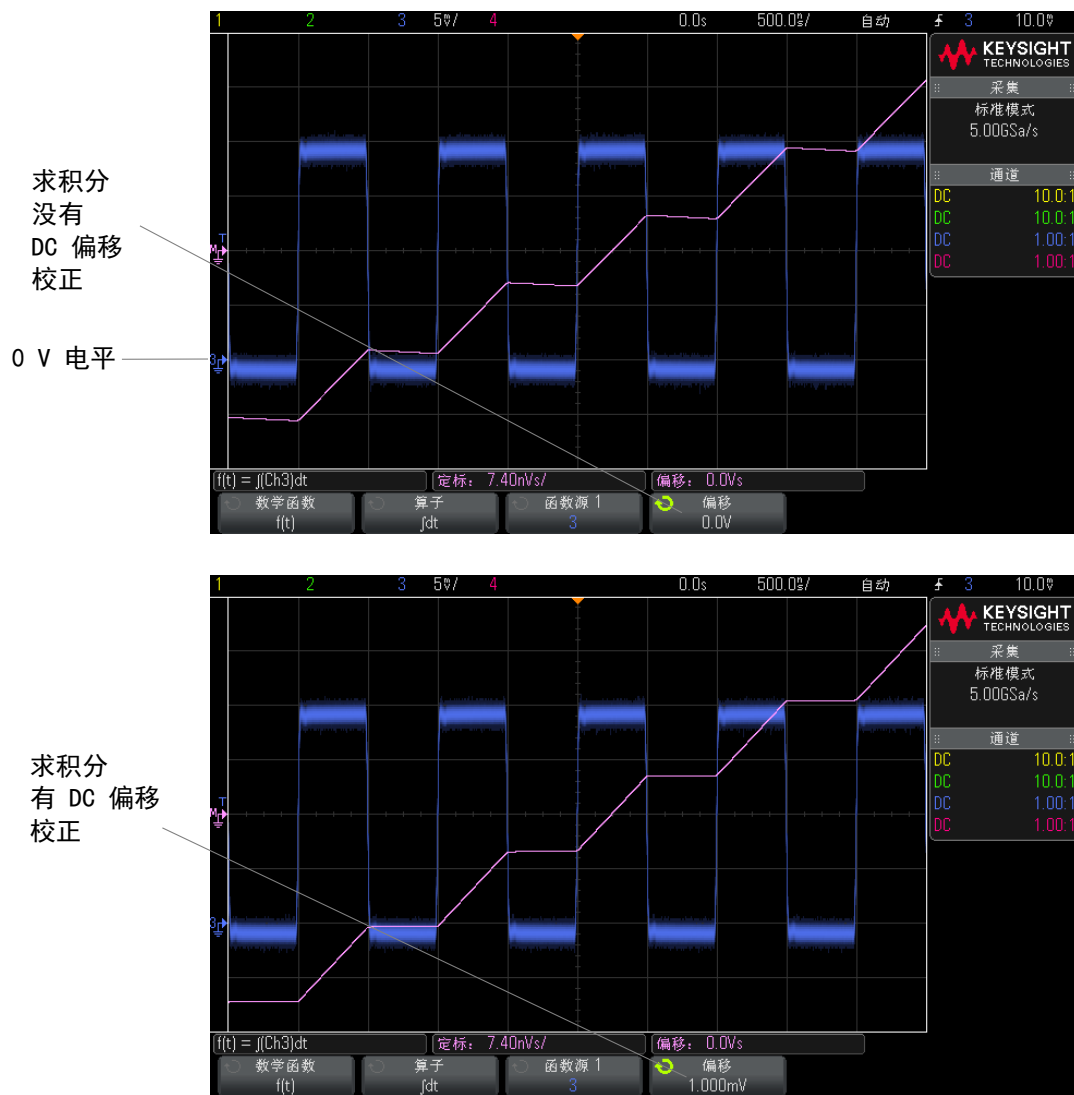 1 2 3 5㎷/ 4 0.0s 500.0㎱/ 自动 3 10.0㎷
KEYSIGHT
TECHNOLOGIES
采集
标准模式
5.00GSa/s
通道
DC 10.0:1
DC 10.0:1
DC 1.00:1
DC 1.00:1
求积分
没有
DC 偏移
校正
T
M
0 V 电平
3
f(t) = ∫(Ch3)dt 定标: 7.40nVs/ 偏移: 0.0Vs
数学函数 算子 函数源 1 偏移
f(t) ∫dt 3 0.0V
1 2 3 5㎷/ 4 0.0s 500.0㎱/ 自动 3 10.0㎷
KEYSIGHT
TECHNOLOGIES
采集
标准模式
5.00GSa/s
通道
DC 10.0:1
DC 10.0:1
DC 1.00:1
DC 1.00:1
求积分
有 DC 偏移
校正
T
M
3
f(t) = ∫(Ch3)dt 定标: 7.40nVs/ 偏移: 0.0Vs
数学函数 算子 函数源 1 偏移
f(t) ∫dt 3 1.000mV